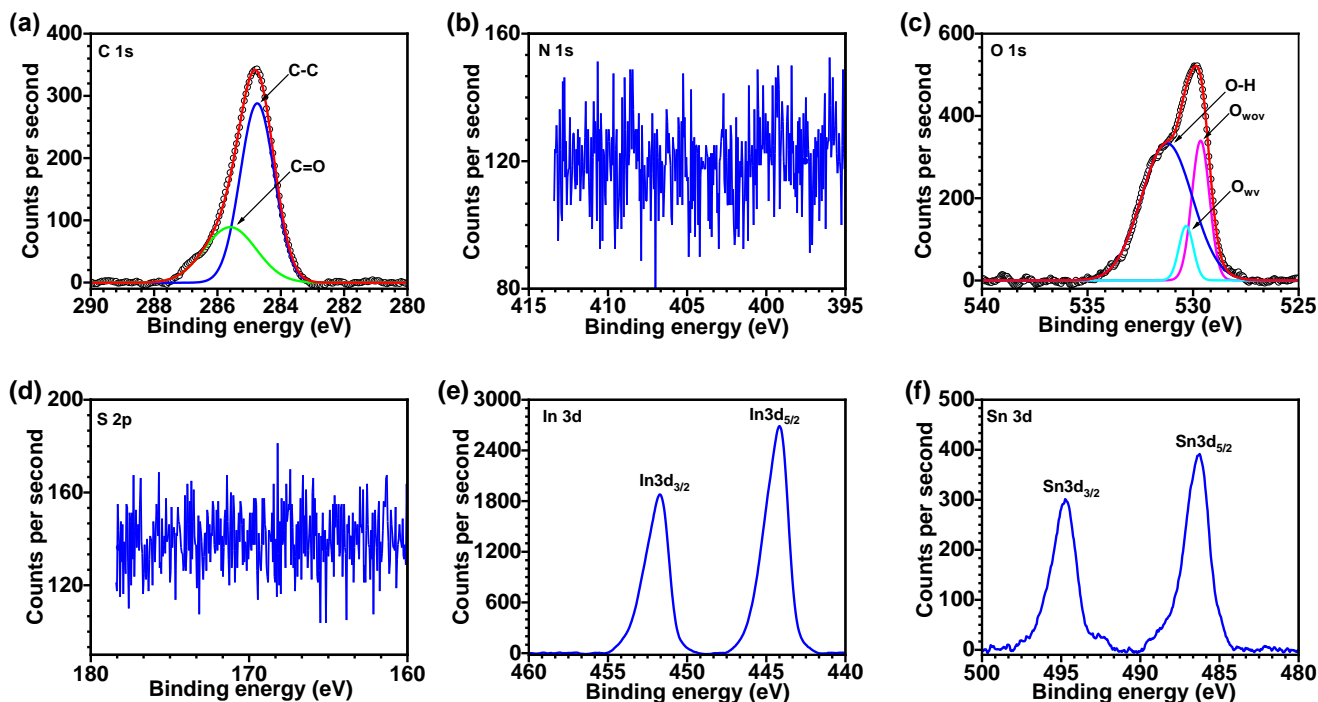 (a)
C 1s
C-C
C=O
Counts per second
400
300
200
100
0
290 288 286 284 282 280
Binding energy (eV)
(b)
N 1s
Counts per second
160
120
80
415 410 405 400 395
Binding energy (eV)
(c)
O 1s
O-H
Owov
Owv
Counts per second
600
400
200
0
540 535 530 525
Binding energy (eV)
(d)
S 2p
Counts per second
200
160
120
180 170 160
Binding energy (eV)
(e)
In 3d
In3d5/2
In3d3/2
Counts per second
3000
2400
1800
1200
600
0
460 455 450 445 440
Binding energy (eV)
(f)
Sn 3d
Sn3d5/2
Sn3d3/2
Counts per second
500
400
300
200
100
0
500 495 490 485 480
Binding energy (eV)